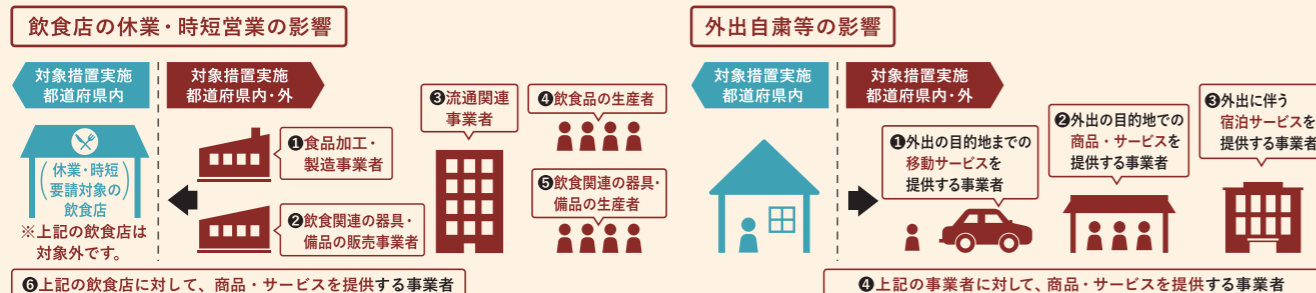 飲食店の休業・時短営業の影響
対象措置実施
都道府県内
対象措置実施
都道府県内・外
休業・時短
要請対象の
飲食店
※上記の飲食店は
対象外です。
❶食品加工・
製造事業者
❷飲食関連の器具・
備品の販売事業者
❸流通関連
事業者
❹飲食品の生産者
❺飲食関連の器具・
備品の生産者
❻上記の飲食店に対して、商品・サービスを提供する事業者
外出自粛等の影響
対象措置実施
都道府県内
対象措置実施
都道府県内・外
❶外出の目的地までの
移動サービスを
提供する事業者
❷外出の目的地での
商品・サービスを
提供する事業者
❸外出に伴う
宿泊サービスを
提供する事業者
❹上記の事業者に対して、商品・サービスを提供する事業者